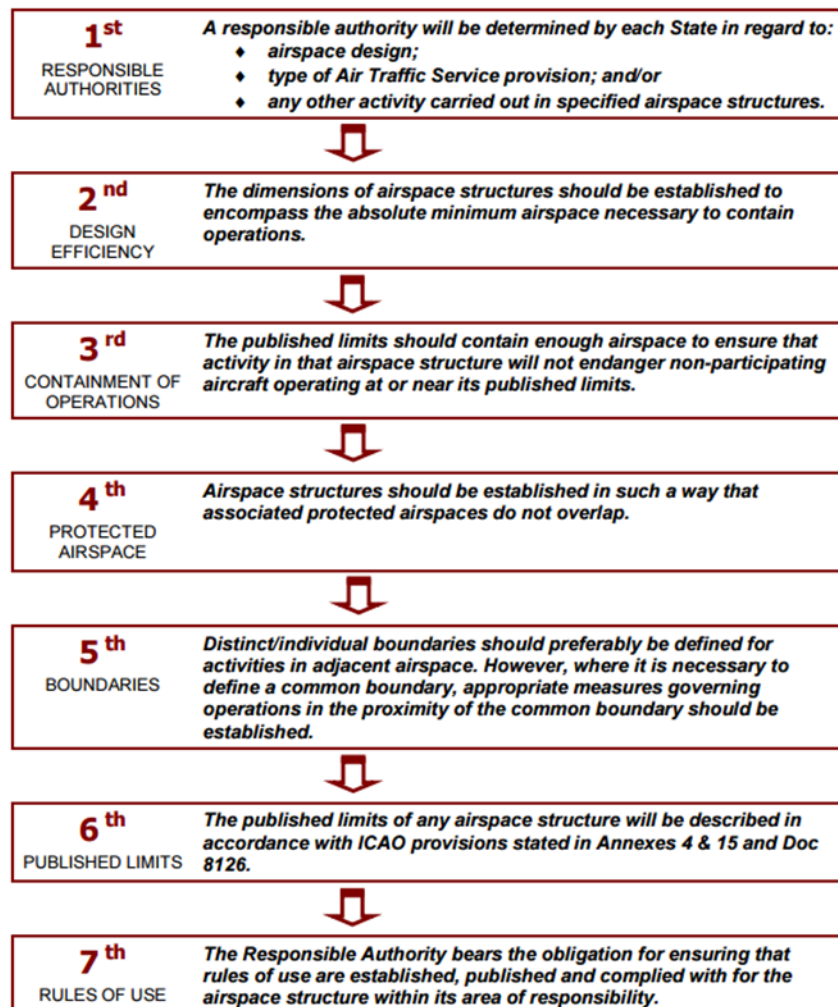 1st
RESPONSIBLE
AUTHORITIES
A responsible authority will be determined by each State in regard to:
♦ airspace design;
♦ type of Air Traffic Service provision; and/or
♦ any other activity carried out in specified airspace structures.
2nd
DESIGN
EFFICIENCY
The dimensions of airspace structures should be established to
encompass the absolute minimum airspace necessary to contain
operations.
3rd
CONTAINMENT OF
OPERATIONS
The published limits should contain enough airspace to ensure that
activity in that airspace structure will not endanger non-participating
aircraft operating at or near its published limits.
4th
PROTECTED
AIRSPACE
Airspace structures should be established in such a way that
associated protected airspaces do not overlap.
5th
BOUNDARIES
Distinct/individual boundaries should preferably be defined for
activities in adjacent airspace. However, where it is necessary to
define a common boundary, appropriate measures governing
operations in the proximity of the common boundary should be
established.
6th
PUBLISHED LIMITS
The published limits of any airspace structure will be described in
accordance with ICAO provisions stated in Annexes 4 & 15 and Doc
8126.
7th
RULES OF USE
The Responsible Authority bears the obligation for ensuring that
rules of use are established, published and complied with for the
airspace structure within its area of responsibility.